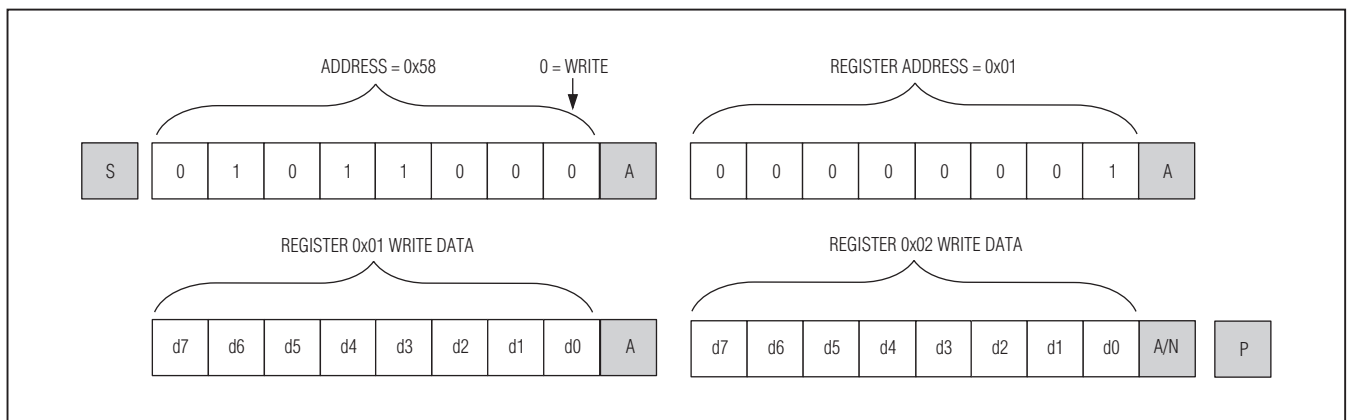 ADDRESS = 0x58 0 = WRITE REGISTER ADDRESS = 0x01
S 0 1 0 1 1 0 0 0 A 0 0 0 0 0 0 0 1 A
REGISTER 0x01 WRITE DATA REGISTER 0x02 WRITE DATA
d7 d6 d5 d4 d3 d2 d1 d0 A d7 d6 d5 d4 d3 d2 d1 d0 A/N P